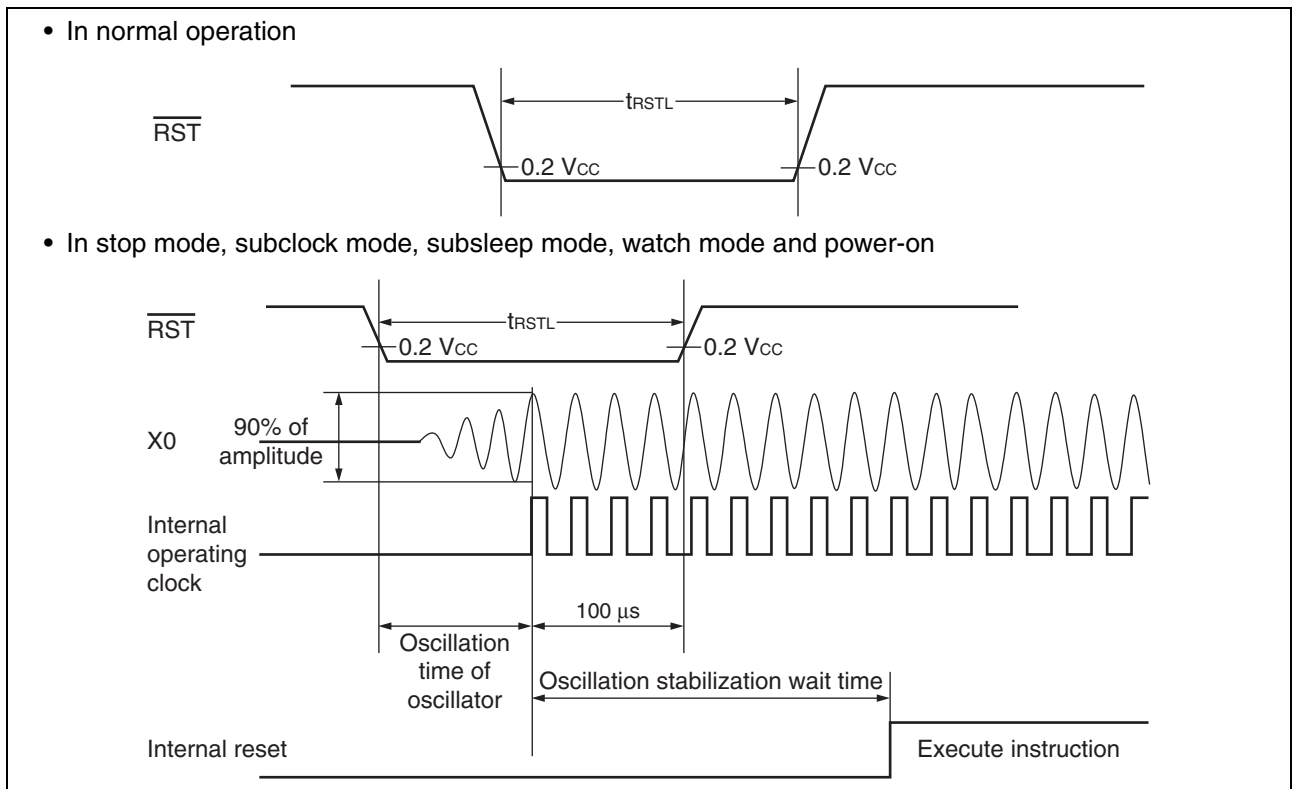 • In normal operation
tRSTL
RST
0.2 VCC
0.2 VCC
• In stop mode, subclock mode, subsleep mode, watch mode and power-on
RST
tRSTL
0.2 VCC
0.2 VCC
X0
90% of
amplitude
Internal
operating
clock
100 μs
Oscillation
time of
oscillator
Oscillation stabilization wait time
Internal reset
Execute instruction